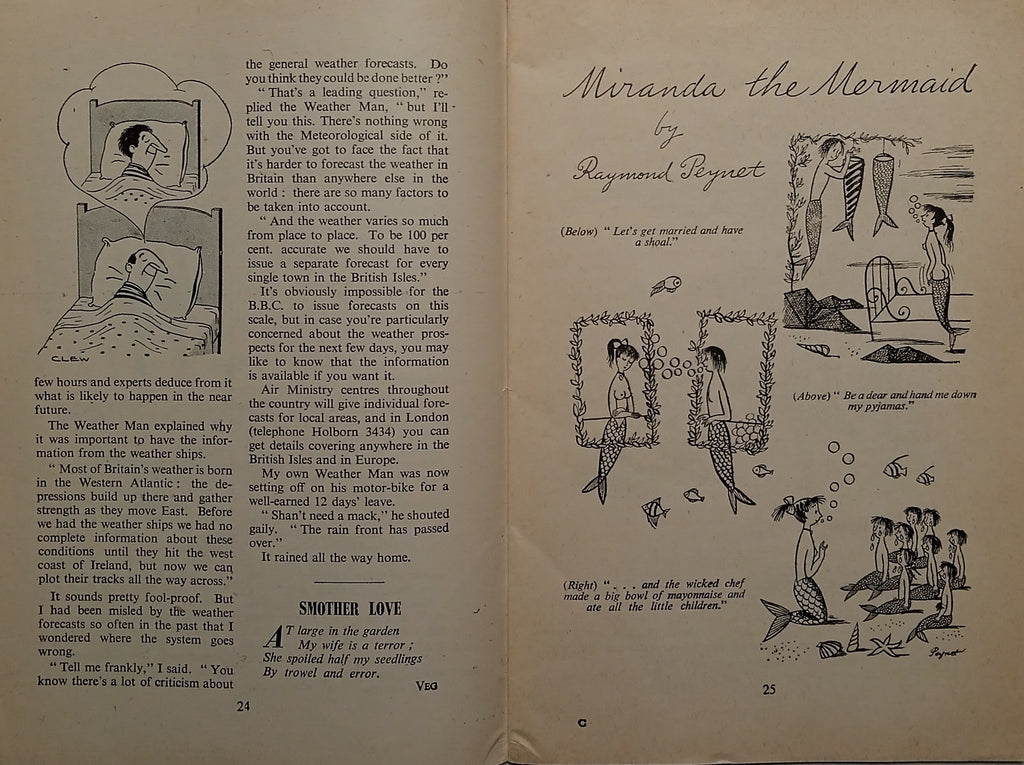 CLEW
few hours and experts deduce from it
what is likely to happen in the near
future.
The Weather Man explained why
it was important to have the infor-
mation from the weather ships.
“ Most of Britain's weather is born
in the Western Atlantic : the de-
pressions build up there and gather
strength as they move East. Before
we had the weather ships we had no
complete information about these
conditions until they hit the west
coast of Ireland, but now we can
plot their tracks all the way across.”
It sounds pretty fool-proof. But
I had been misled by the weather
forecasts so often in the past that I
wondered where the system goes
wrong.
“ Tell me frankly,” I said. “ You
know there's a lot of criticism about
the general weather forecasts. Do
you think they could be done better ?”
“ That's a leading question,” re-
plied the Weather Man, “ but I'll
tell you this. There's nothing wrong
with the Meteorological side of it.
But you've got to face the fact that
it's harder to forecast the weather in
Britain than anywhere else in the
world : there are so many factors to
be taken into account.
“ And the weather varies so much
from place to place. To be 100 per
cent. accurate we should have to
issue a separate forecast for every
single town in the British Isles.”
It's obviously impossible for the
B.B.C. to issue forecasts on this
scale, but in case you're particularly
concerned about the weather pros-
pects for the next few days, you may
like to know that the information
is available if you want it.
Air Ministry centres throughout
the country will give individual fore-
casts for local areas, and in London
(telephone Holborn 3434) you can
get details covering anywhere in the
British Isles and in Europe.
My own Weather Man was now
setting off on his motor-bike for a
well-earned 12 days' leave.
“ Shan't need a mack,” he shouted
gaily. “ The rain front has passed
over.”
It rained all the way home.
SMOTHER LOVE
AT large in the garden
My wife is a terror ;
She spoiled half my seedlings
By trowel and error.
VEG
24
Miranda the Mermaid
by
Raymond Peynet
(Below) “ Let's get married and have
a shoal.”
(Above) “ Be a dear and hand me down
my pyjamas.”
(Right) “ . . . and the wicked chef
made a big bowl of mayonnaise and
ate all the little children.”
Peynet
25
C